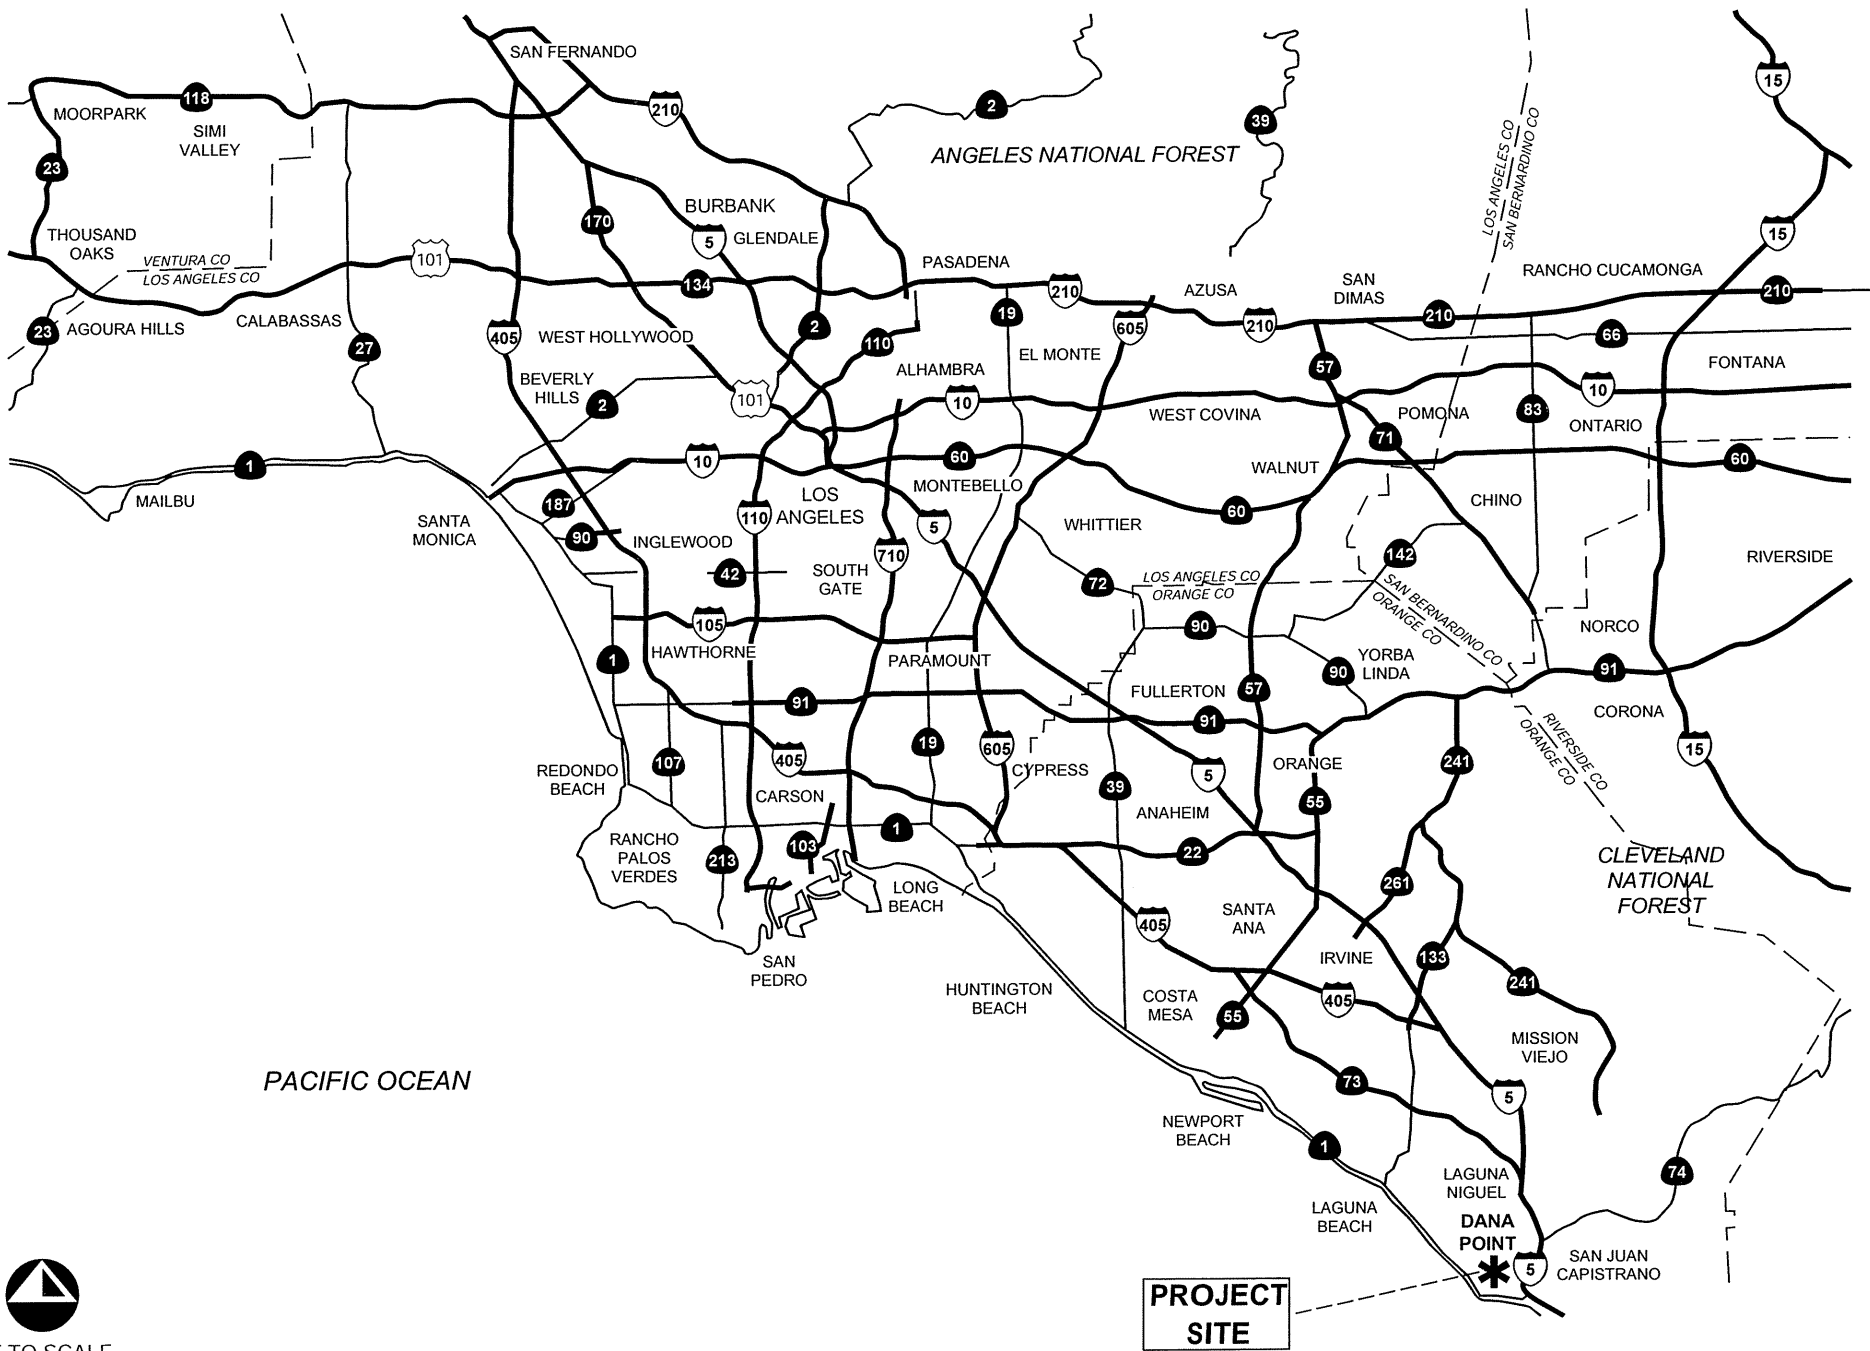 SAN FERNANDO
15
118
210
2
39
MOORPARK
SIMI
VALLEY
ANGELES NATIONAL FOREST
LOS ANGELES CO
SAN BERNARDINO CO
23
170
BURBANK
5
GLENDALE
15
THOUSAND
OAKS
VENTURA CO
LOS ANGELES CO
101
134
PASADENA
210
AZUSA
SAN
DIMAS
RANCHO CUCAMONGA
210
210
23
AGOURA HILLS
CALABASSAS
27
405
WEST HOLLYWOOD
2
110
19
EL MONTE
605
210
66
57
FONTANA
BEVERLY
HILLS
2
101
ALHAMBRA
10
WEST COVINA
POMONA
71
83
10
ONTARIO
1
MAILBU
SANTA
MONICA
10
60
MONTEBELLO
WALNUT
60
60
CHINO
187
90
LOS
ANGELES
110
5
WHITTIER
INGLEWOOD
42
SOUTH
GATE
710
72
LOS ANGELES CO
ORANGE CO
142
SAN BERNARDINO CO
ORANGE CO
RIVERSIDE
105
HAWTHORNE
1
PARAMOUNT
90
NORCO
YORBA
LINDA
90
91
FULLERTON
57
91
91
CORONA
RIVERSIDE CO
ORANGE CO
15
107
405
19
605
CYPRESS
5
ORANGE
241
REDONDO
BEACH
CARSON
39
ANAHEIM
55
RANCHO
PALOS
VERDES
213
103
1
22
261
CLEVELAND
NATIONAL
FOREST
LONG
BEACH
405
SANTA
ANA
133
SAN
PEDRO
IRVINE
241
HUNTINGTON
BEACH
COSTA
MESA
55
405
MISSION
VIEJO
PACIFIC OCEAN
73
5
NEWPORT
BEACH
1
74
LAGUNA
NIGUEL
LAGUNA
BEACH
DANA
POINT
5
SAN JUAN
CAPISTRANO
PROJECT
SITE
TO SCALE